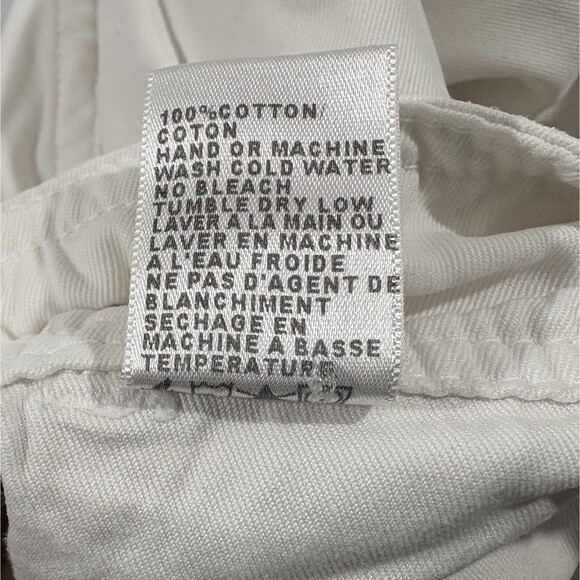 100%COTTON/
COTON
HAND OR MACHINE
WASH COLD WATER
NO BLEACH
TUMBLE DRY LOW
LAVER A LA MAIN OU
LAVER EN MACHINE
A L'EAU FROIDE
NE PAS D'AGENT DE
BLANCHIMENT
SECHAGE EN
MACHINE A BASSE
TEMPERATURE